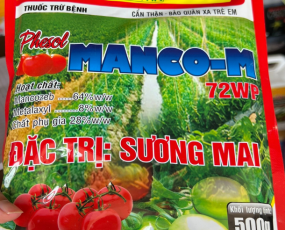 THUỐC TRỪ BỆNH
CẨN THẬN BẢO QUẢN XA TRẺ EM
Phesol
MANCO-M
72WP
Hoạt chất:
Mancozeb.....64%w/w
Metalaxyl.......8%w/w
Chất phụ gia 28%w/w
ĐẶC TRỊ: SƯƠNG MAI
Khối lượng tịnh:
500g